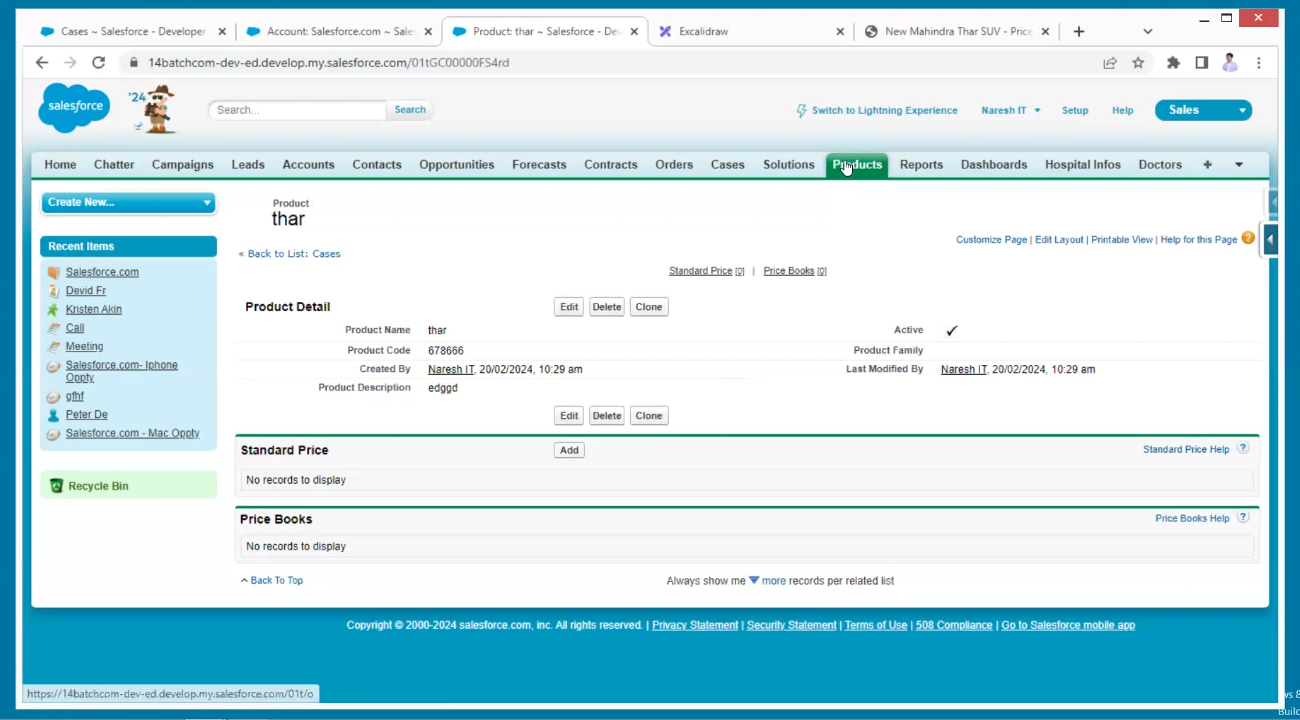 Cases ~ Salesforce - Developer
Account: Salesforce.com ~ Sale
Product: thar ~ Salesforce - De
Excalidraw
New Mahindra Thar SUV - Price
14batchcom-dev-ed.develop.my.salesforce.com/01tGC00000FS4rd
salesforce
'24
Search...
Search
Switch to Lightning Experience
Naresh IT
Setup
Help
Sales
Home Chatter Campaigns Leads Accounts Contacts Opportunities Forecasts Contracts Orders Cases Solutions Products Reports Dashboards Hospital Infos Doctors +
Create New...
Recent Items
Salesforce.com
Devid Fr
Kristen Akin
Call
Meeting
Salesforce.com- Iphone
Oppty
gfhf
Peter De
Salesforce.com - Mac Oppty
Recycle Bin
Product
thar
Customize Page | Edit Layout | Printable View | Help for this Page ?
« Back to List: Cases
Standard Price [0] | Price Books [0]
Product Detail Edit Delete Clone
Product Name thar Active ✓
Product Code 678666 Product Family
Created By Naresh IT, 20/02/2024, 10:29 am Last Modified By Naresh IT, 20/02/2024, 10:29 am
Product Description edggd
Edit Delete Clone
Standard Price Add Standard Price Help ?
No records to display
Price Books Price Books Help ?
No records to display
^ Back To Top Always show me more records per related list
Copyright © 2000-2024 salesforce.com, inc. All rights reserved. | Privacy Statement | Security Statement | Terms of Use | 508 Compliance | Go to Salesforce mobile app
https://14batchcom-dev-ed.develop.my.salesforce.com/01t/o
ws 8
Build